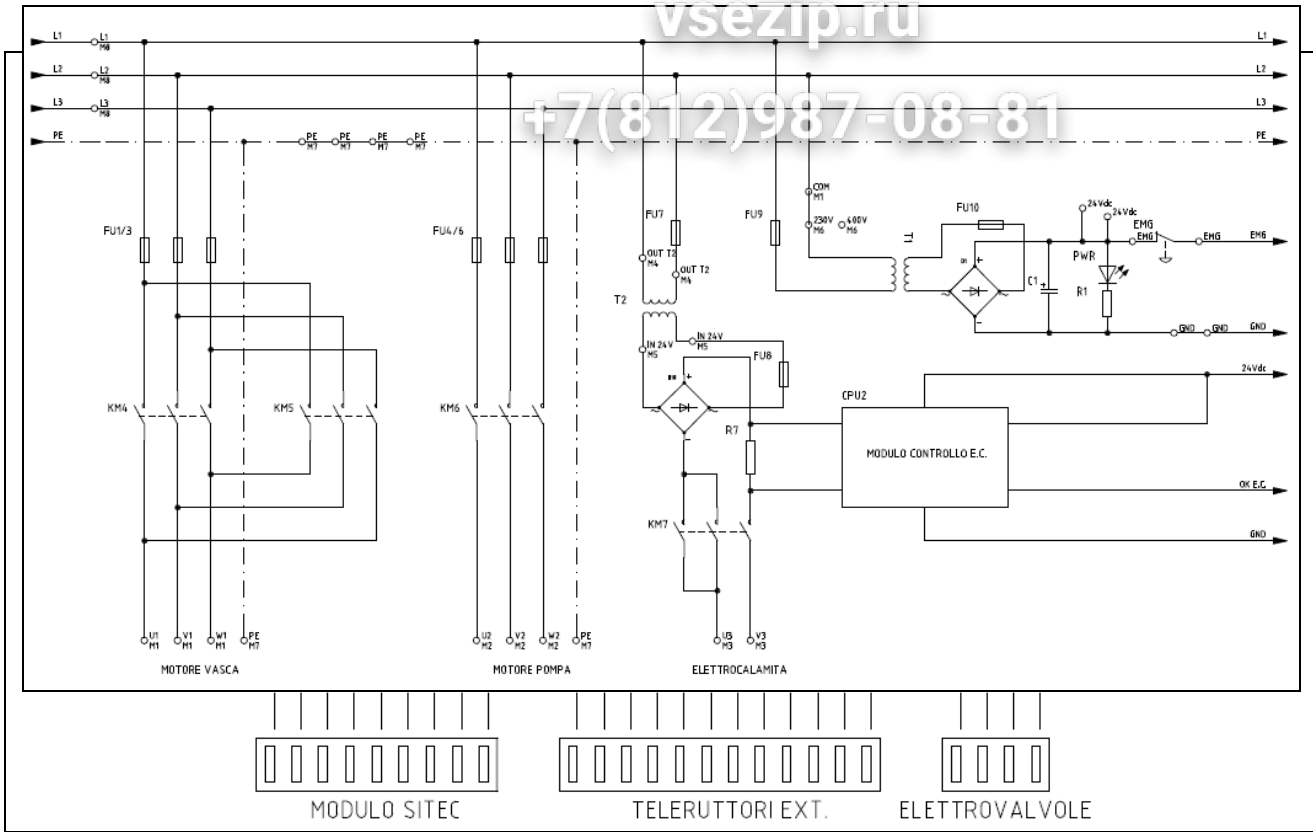 vsezip.ru
L1 L1 M8 L1
L2 L2 M8 L2
L3 L3 M8 L3
+7(812)987-08-81
PE PE M7 PE M7 PE M7 PE M7 PE
COM M1
24Vdc 24Vdc
FU7 FU9 230V M6 400V M6 FU10
FU1/3 FU4/6 T1 EMG EMG EMG EMG
OUT T2 M4 OUT T2 M4 PWR
C1 R1
T2
IN 24V M5 IN 24V M5 FU8 GND GND GND
24Vdc
KM4 KM5 KM6 CPU2
R7
MODULO CONTROLLO E.C.
OK E.C.
KM7
GND
U1 M1 V1 M1 W1 M1 PE M7 U2 M2 V2 M2 W2 M2 PE M7 U3 M3 V3 M3
MOTORE VASCA MOTORE POMPA ELETTROCALAMITA
MODULO SITEC TELERUTTORI EXT. ELETTROVALVOLE